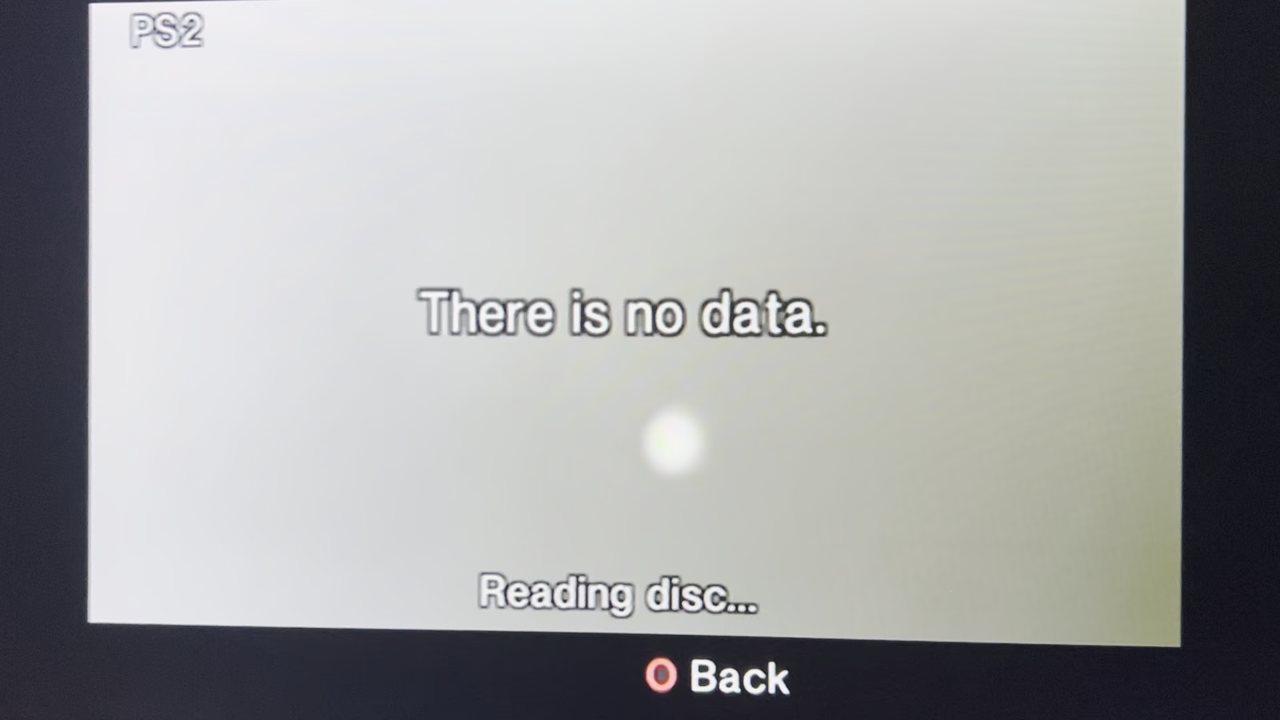 PS2
There is no data.
Reading disc...
Back